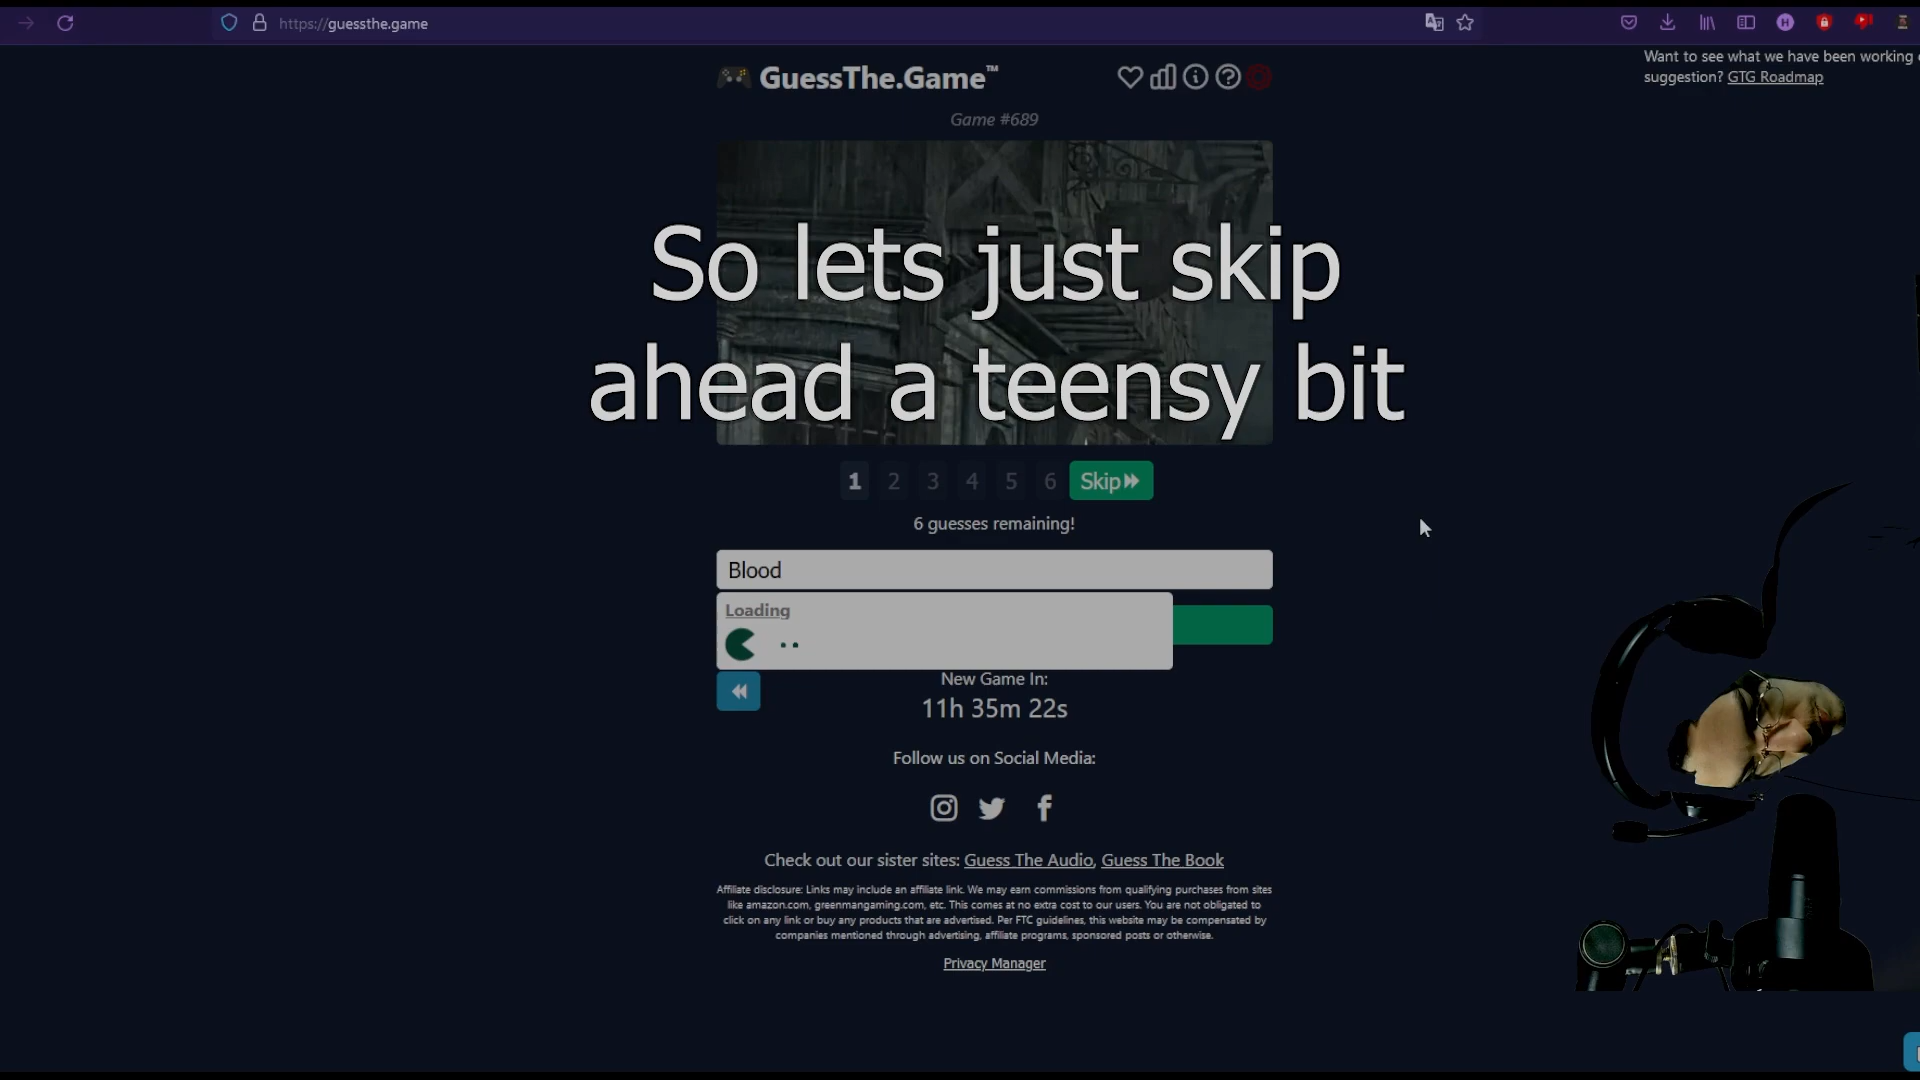 https://guessthe.game
Want to see what we have been working
suggestion? GTG Roadmap
GuessThe.Game™
Game #689
So lets just skip
ahead a teensy bit
1 2 3 4 5 6 Skip
6 guesses remaining!
Blood
Loading
New Game In:
11h 35m 22s
Follow us on Social Media:
Check out our sister sites: Guess The Audio, Guess The Book
Affiliate disclosure: Links may include an affiliate link. We may earn commissions from qualifying purchases from sites
like amazon.com, greenmangaming.com, etc. This comes at no extra cost to our users. You are not obligated to
click on any link or buy any products that are advertised. Per FTC guidelines, this website may be compensated by
companies mentioned through advertising, affiliate programs, sponsored posts or otherwise.
Privacy Manager